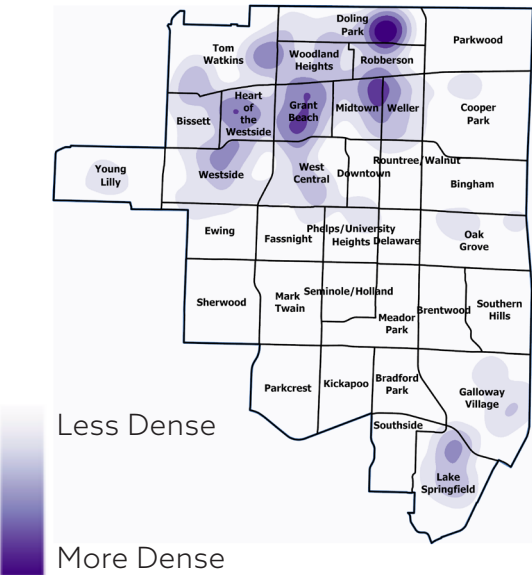 Doling
Park
Parkwood
Tom
Watkins
Woodland
Heights
Robberson
Bissett
Heart
of
the
Westside
Grant
Beach
Midtown
Weller
Cooper
Park
Young
Lilly
Westside
West
Central
Downtown
Rountree/Walnut
Bingham
Ewing
Fassnight
Phelps/University
Heights
Delaware
Oak
Grove
Sherwood
Mark
Twain
Seminole/Holland
Meador
Park
Brentwood
Southern
Hills
Parkcrest
Kickapoo
Bradford
Park
Galloway
Village
Less Dense
Southside
Lake
Springfield
More Dense